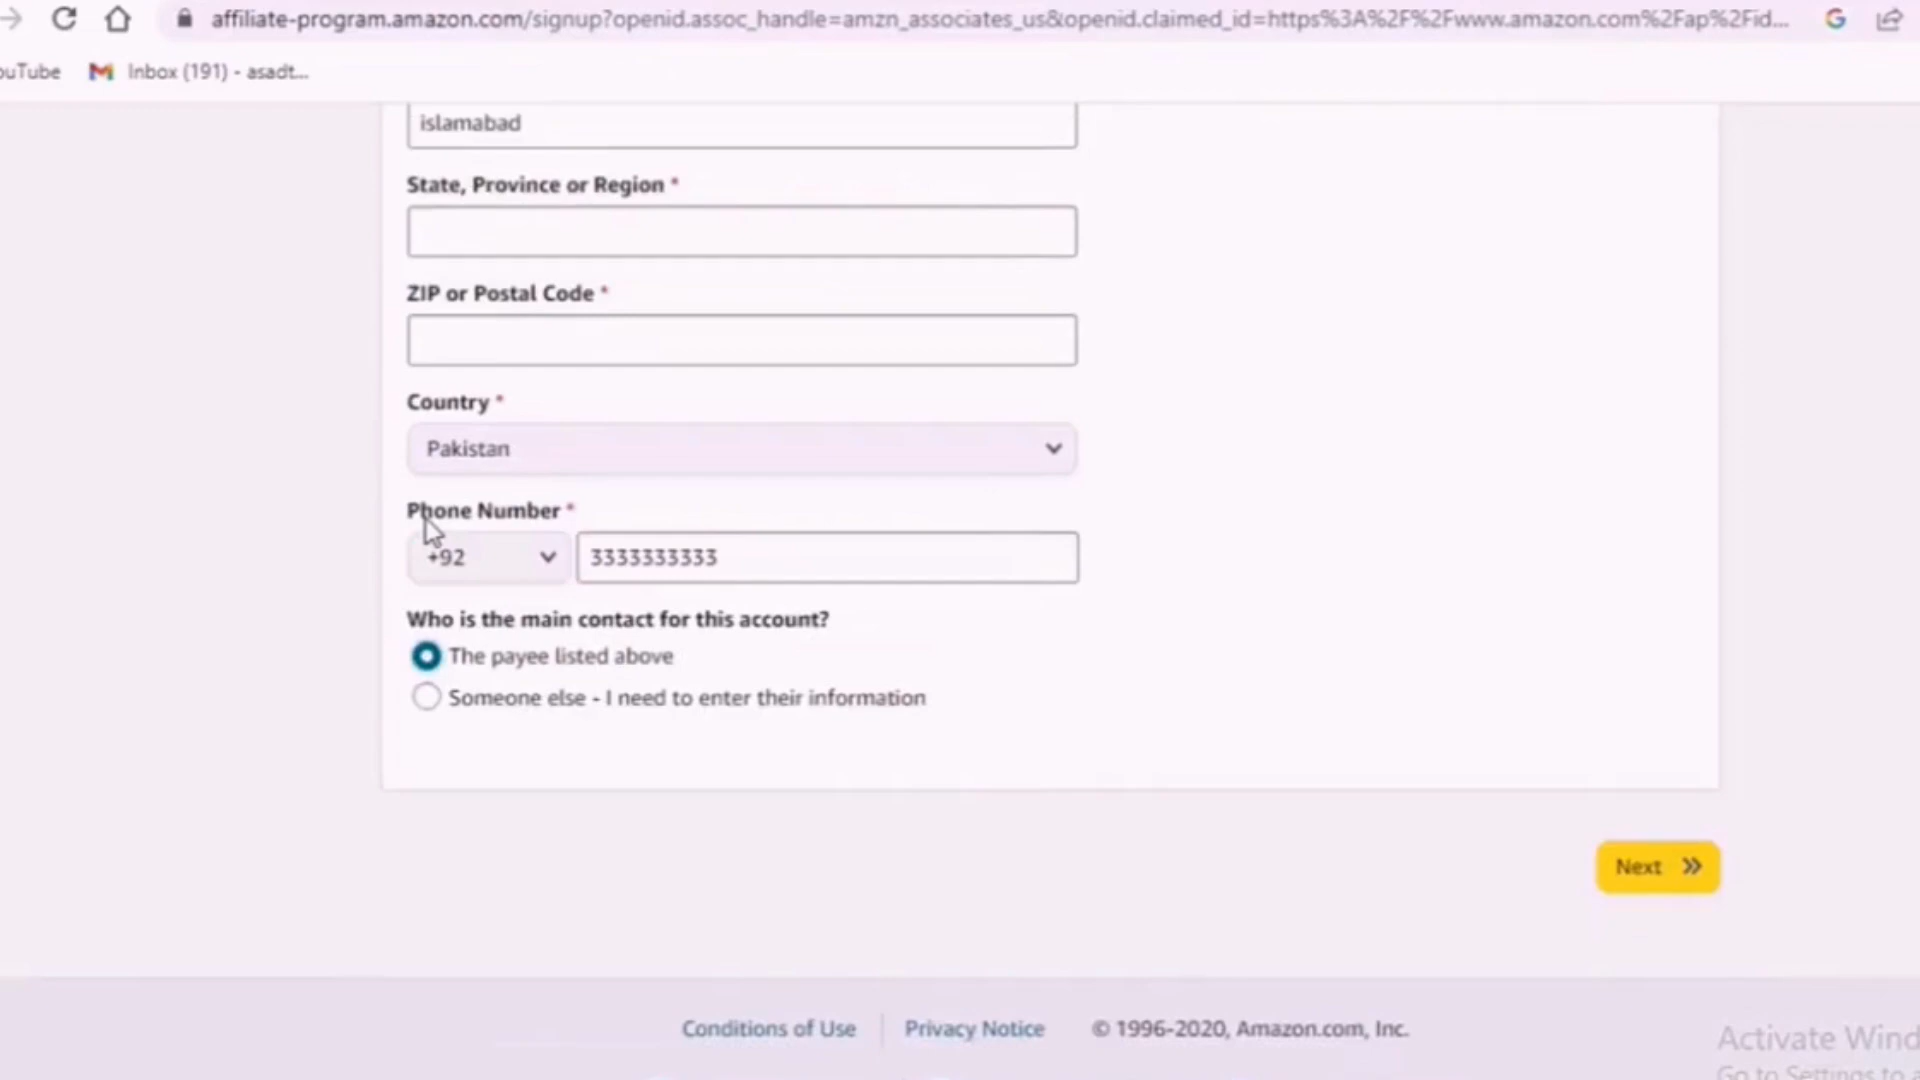 affiliate-program.amazon.com/signup?openid.assoc_handle=amzn_associates_us&openid.claimed_id=https%3A%2F%2Fwww.amazon.com%2Fap%2Fid...
ouTube Inbox (191) - asadt...
islamabad
State, Province or Region *
ZIP or Postal Code *
Country *
Pakistan
Phone Number *
+92 3333333333
Who is the main contact for this account?
The payee listed above
Someone else - I need to enter their information
Next
Conditions of Use Privacy Notice © 1996-2020, Amazon.com, Inc.
Activate Wind
Go to Settings to a